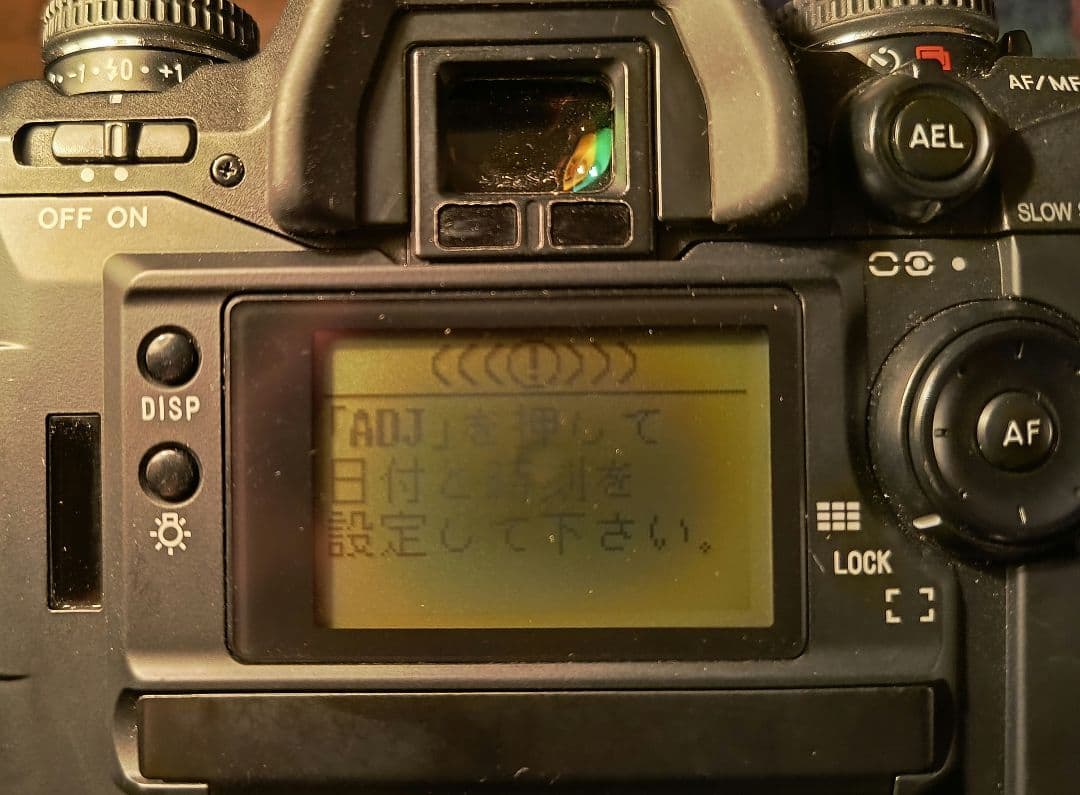 -1 · 0 · +1
AF/MF
AEL
OFF ON
SLOW
DISP
「ADJ」を押して
日付と時刻を
設定して下さい。
AF
LOCK